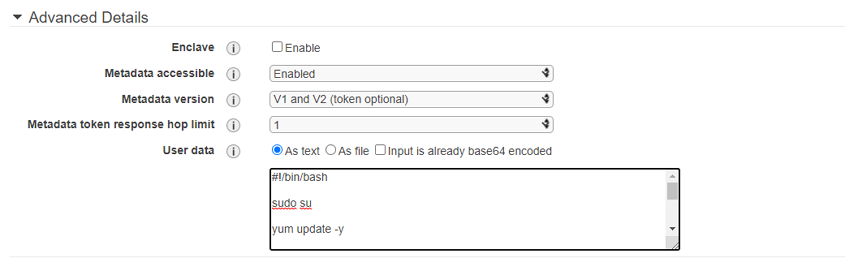 Advanced Details
Enclave Enable
Metadata accessible Enabled
Metadata version V1 and V2 (token optional)
Metadata token response hop limit 1
User data As text As file Input is already base64 encoded
#!/bin/bash
sudo su
yum update -y